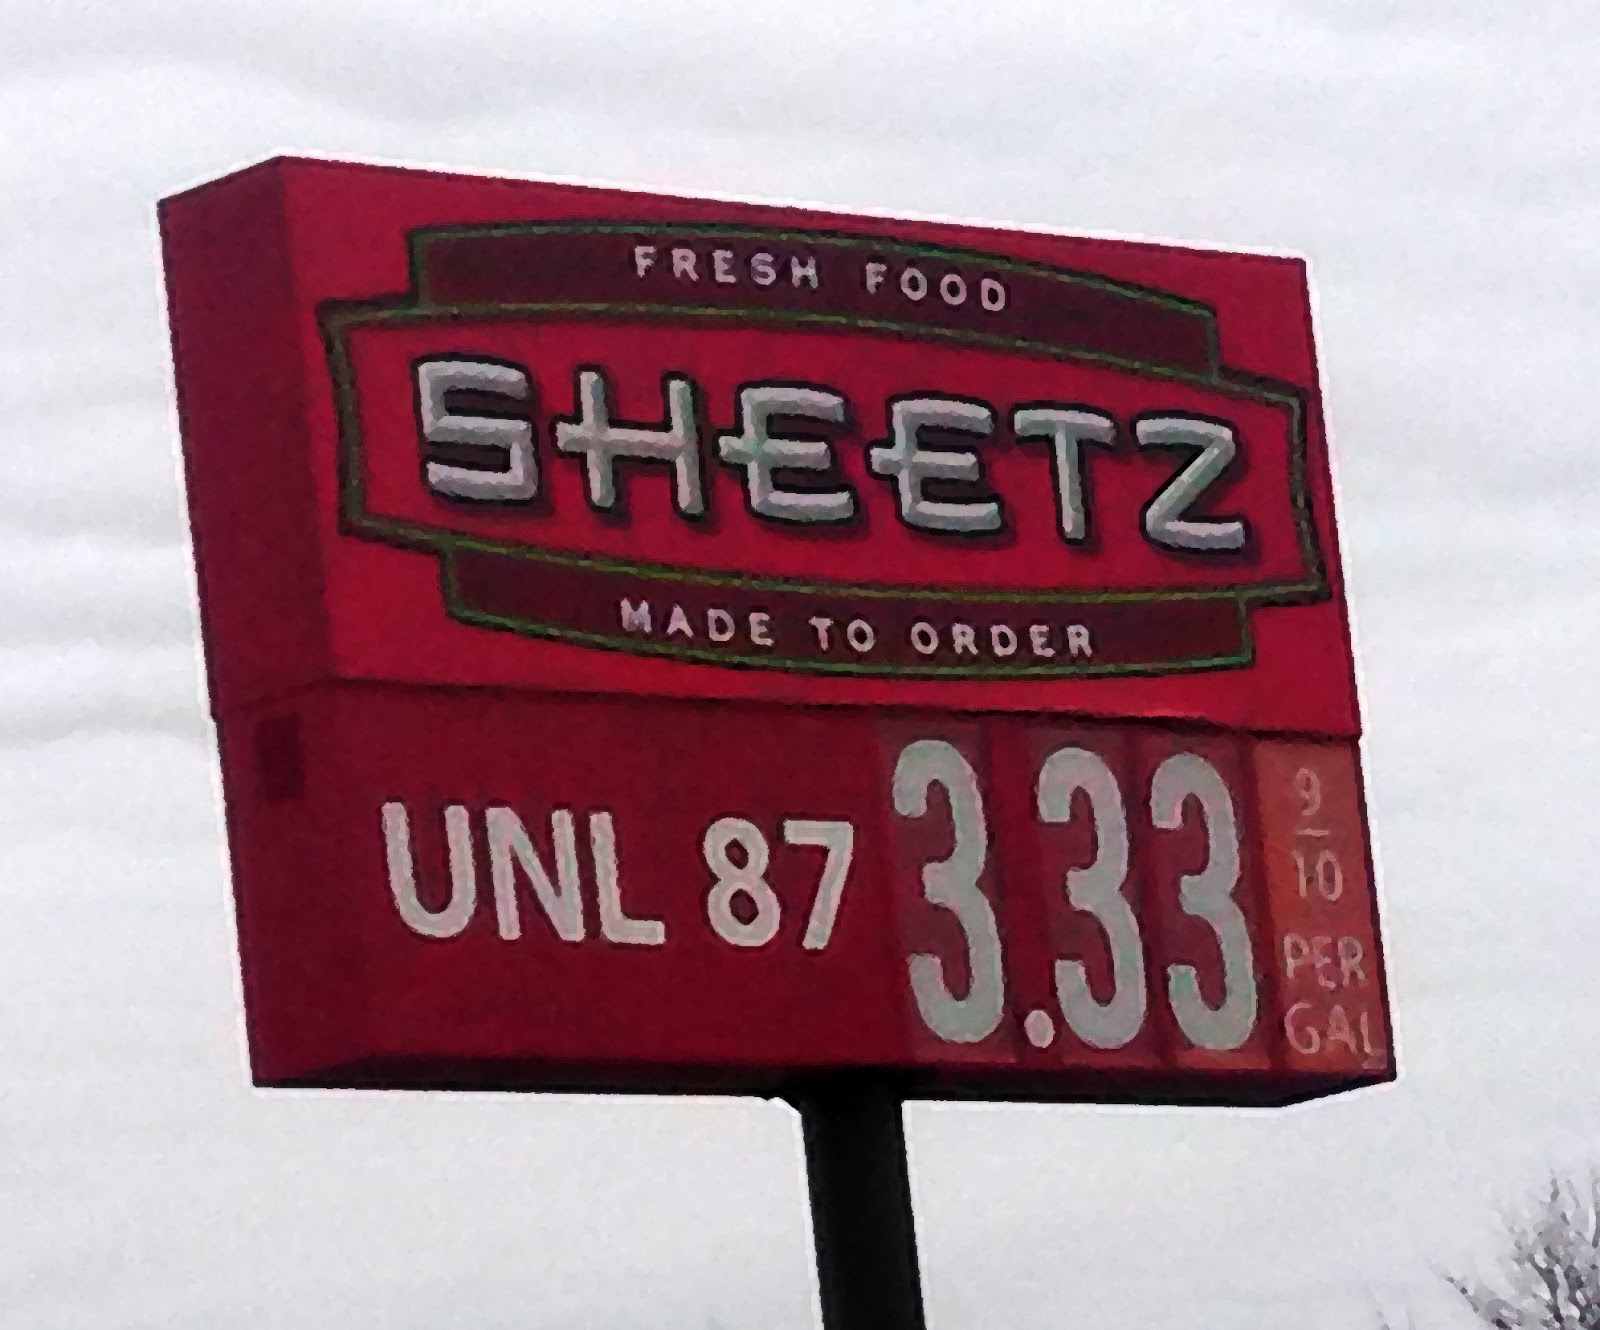 FRESH FOOD
SHEETZ
MADE TO ORDER
UNL 87 3.33 9/10 PER GAL